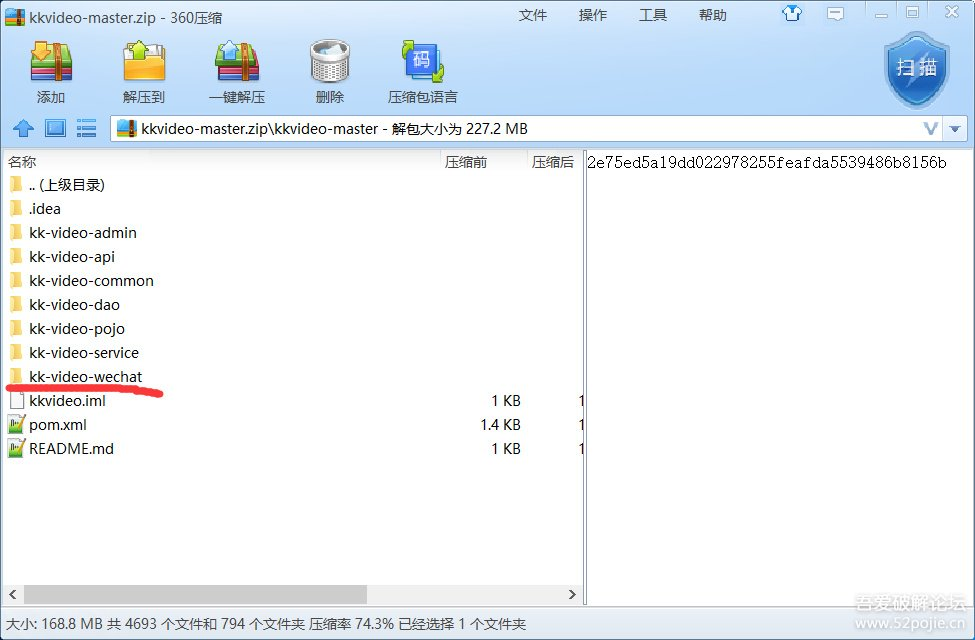 kkvideo-master.zip - 360压缩
文件 操作 工具 帮助
添加 解压到 一键解压 删除 码 压缩包语言 扫描
kkvideo-master.zip\kkvideo-master - 解包大小为 227.2 MB
名称 压缩前 压缩后 2e75ed5a19dd022978255feafda5539486b8156b
.. (上级目录)
.idea
kk-video-admin
kk-video-api
kk-video-common
kk-video-dao
kk-video-pojo
kk-video-service
kk-video-wechat
kkvideo.iml 1 KB 1
pom.xml 1.4 KB 1
README.md 1 KB 1
吾爱破解论坛
www.52pojie.cn
大小: 168.8 MB 共 4693 个文件和 794 个文件夹 压缩率 74.3% 已经选择 1 个文件夹